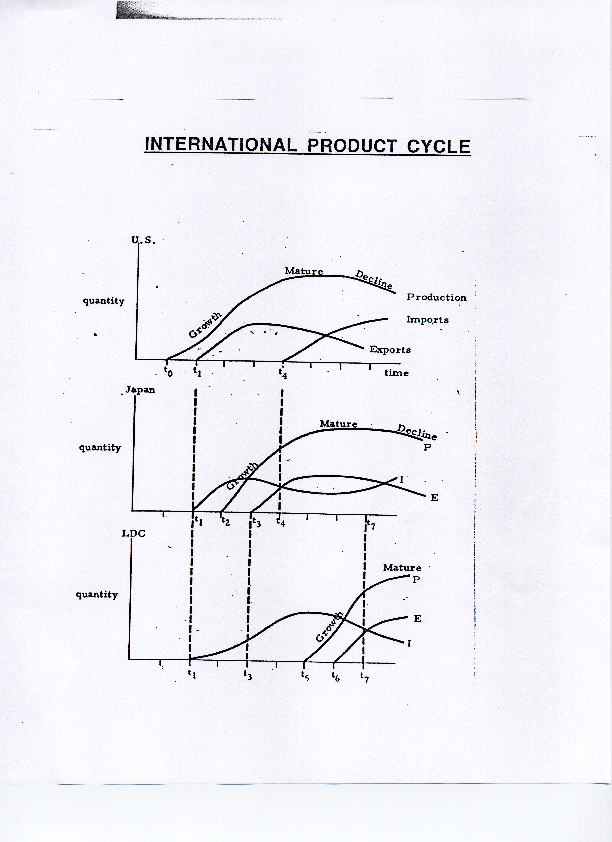 INTERNATIONAL PRODUCT CYCLE
U.S.
Mature
Decline
quantity
Production
Growth
Imports
Exports
t0 t1 t4 time
Japan
Mature
Decline
quantity
P
Growth
I
E
t1 t2 t3 t4 t7
LDC
Mature
P
quantity
Growth
E
I
t1 t3 t5 t6 t7